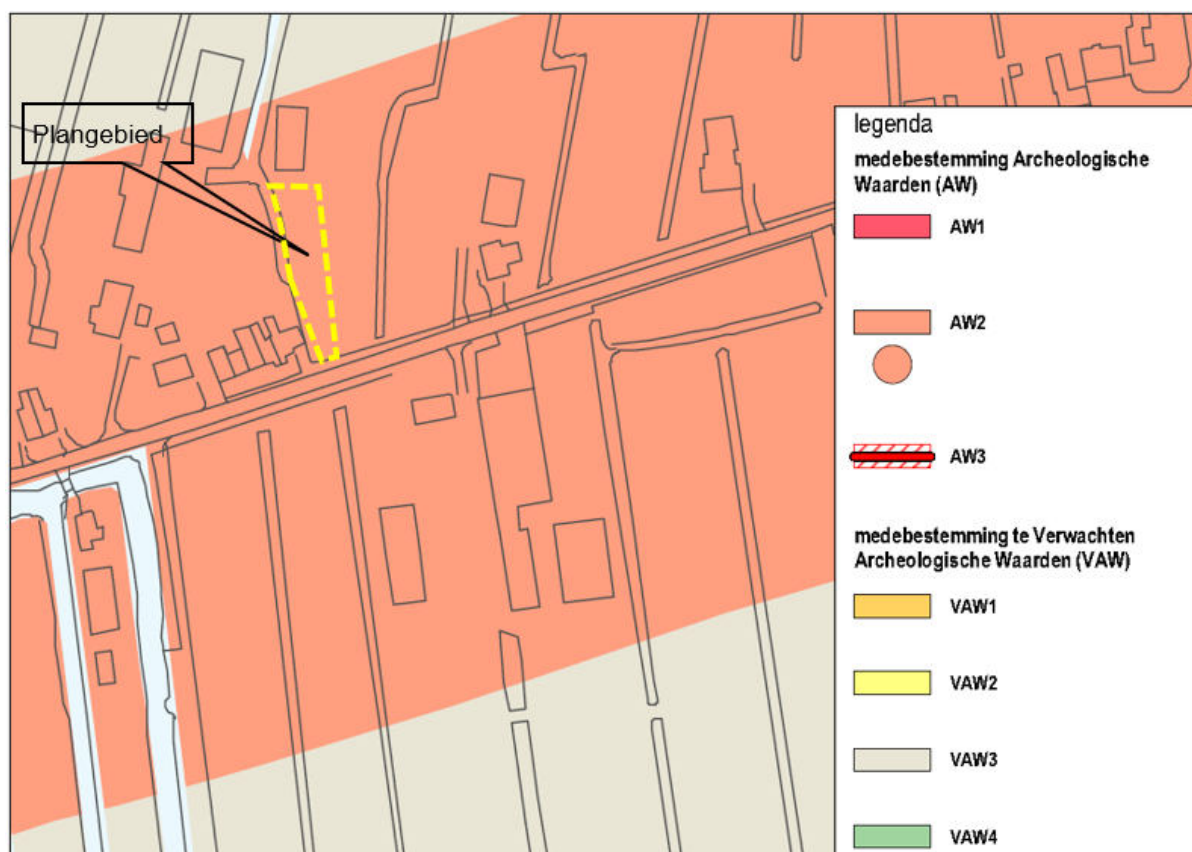 Plangebied
legenda
medebestemming Archeologische
Waarden (AW)
AW1
AW2
AW3
medebestemming te Verwachten
Archeologische Waarden (VAW)
VAW1
VAW2
VAW3
VAW4